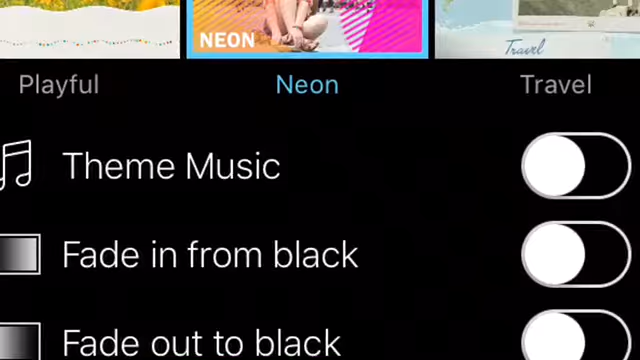 NEON
Travel
Playful
Neon
Travel
Theme Music
Fade in from black
Fade out to black